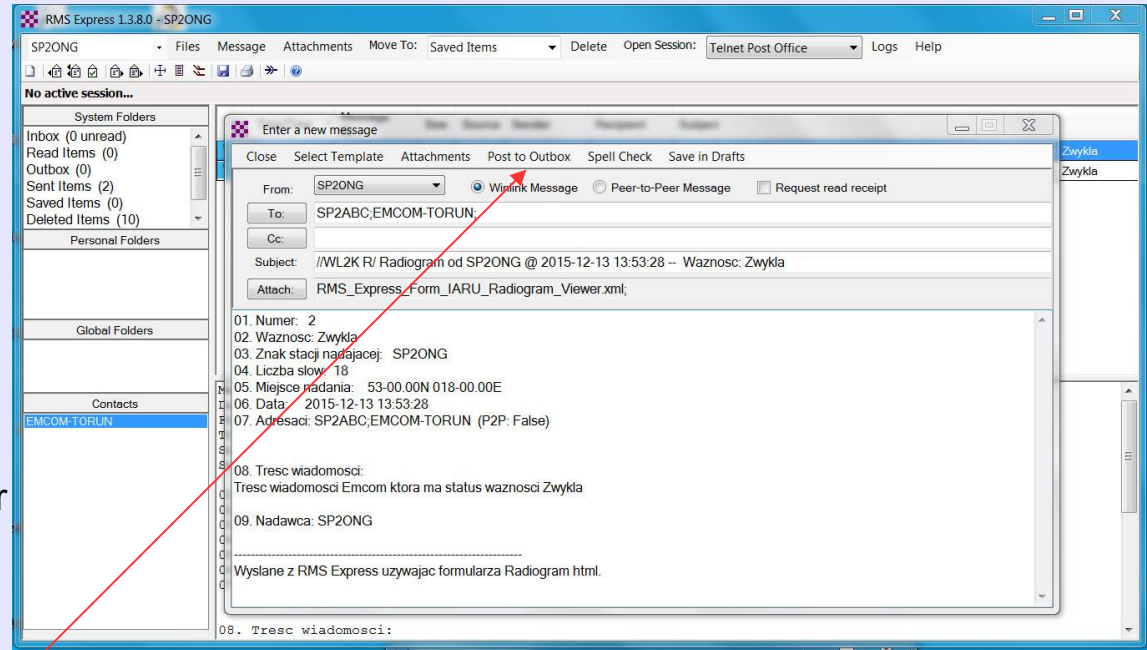 RMS Express 1.3.8.0 - SP2ONG
SP2ONG Files Message Attachments Move To: Saved Items Delete Open Session: Telnet Post Office Logs Help
No active session...
System Folders
Inbox (0 unread)
Read Items (0)
Outbox (0)
Sent Items (2)
Saved Items (0)
Deleted Items (10)
Personal Folders
Global Folders
Contacts
EMCOM-TORUN
Message
Size Source Sender Recipient Subject
Zwykla
Zwykla
Enter a new message
Close Select Template Attachments Post to Outbox Spell Check Save in Drafts
From: SP2ONG Winlink Message Peer-to-Peer Message Request read receipt
To: SP2ABC;EMCOM-TORUN;
Cc:
Subject: //WL2K R/ Radiogram od SP2ONG @ 2015-12-13 13:53:28 -- Waznosc: Zwykla
Attach: RMS_Express_Form_IARU_Radiogram_Viewer.xml;
01. Numer: 2
02. Waznosc: Zwykla
03. Znak stacji nadajacej: SP2ONG
04. Liczba slow: 18
05. Miejsce nadania: 53-00.00N 018-00.00E
06. Data: 2015-12-13 13:53:28
07. Adresaci: SP2ABC;EMCOM-TORUN (P2P: False)
08. Tresc wiadomosci:
Tresc wiadomosci Emcom ktora ma status waznosci Zwykla
09. Nadawca: SP2ONG
----------------------------------------------------------------------
Wyslane z RMS Express uzywajac formularza Radiogram html.
08. Tresc wiadomosci:
r